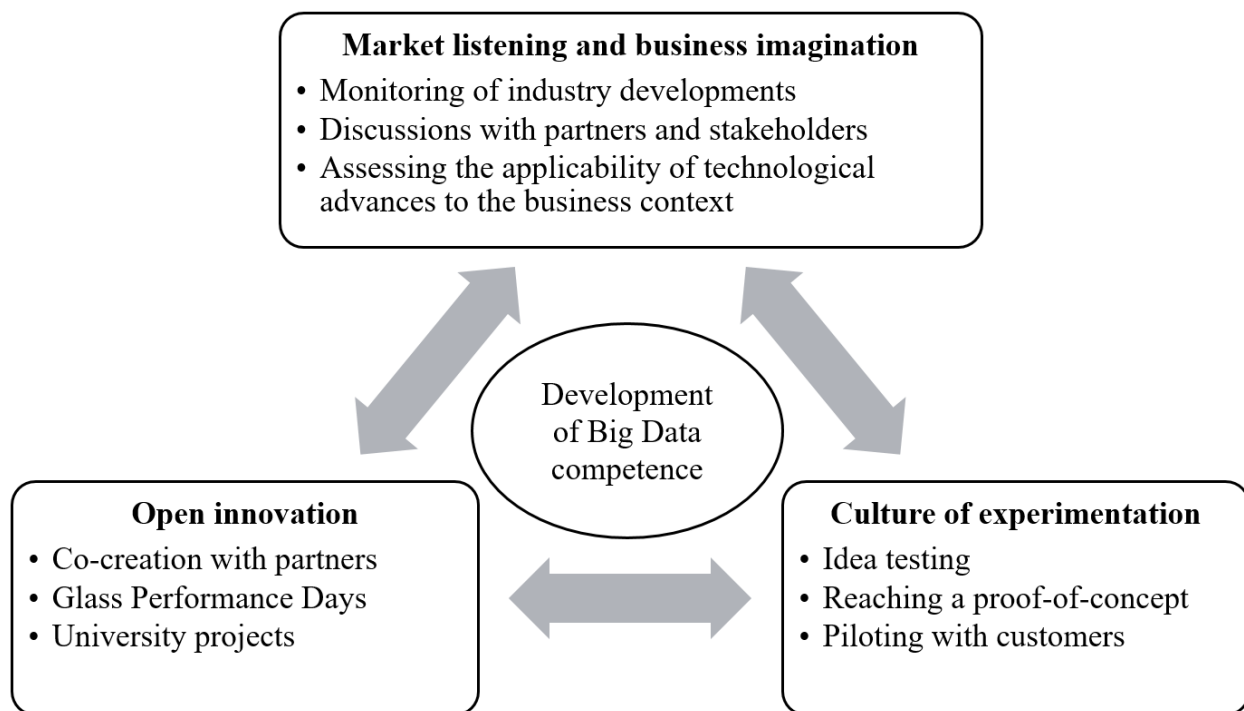 Market listening and business imagination
• Monitoring of industry developments
• Discussions with partners and stakeholders
• Assessing the applicability of technological
advances to the business context
Development
of Big Data
competence
Open innovation
• Co-creation with partners
• Glass Performance Days
• University projects
Culture of experimentation
• Idea testing
• Reaching a proof-of-concept
• Piloting with customers